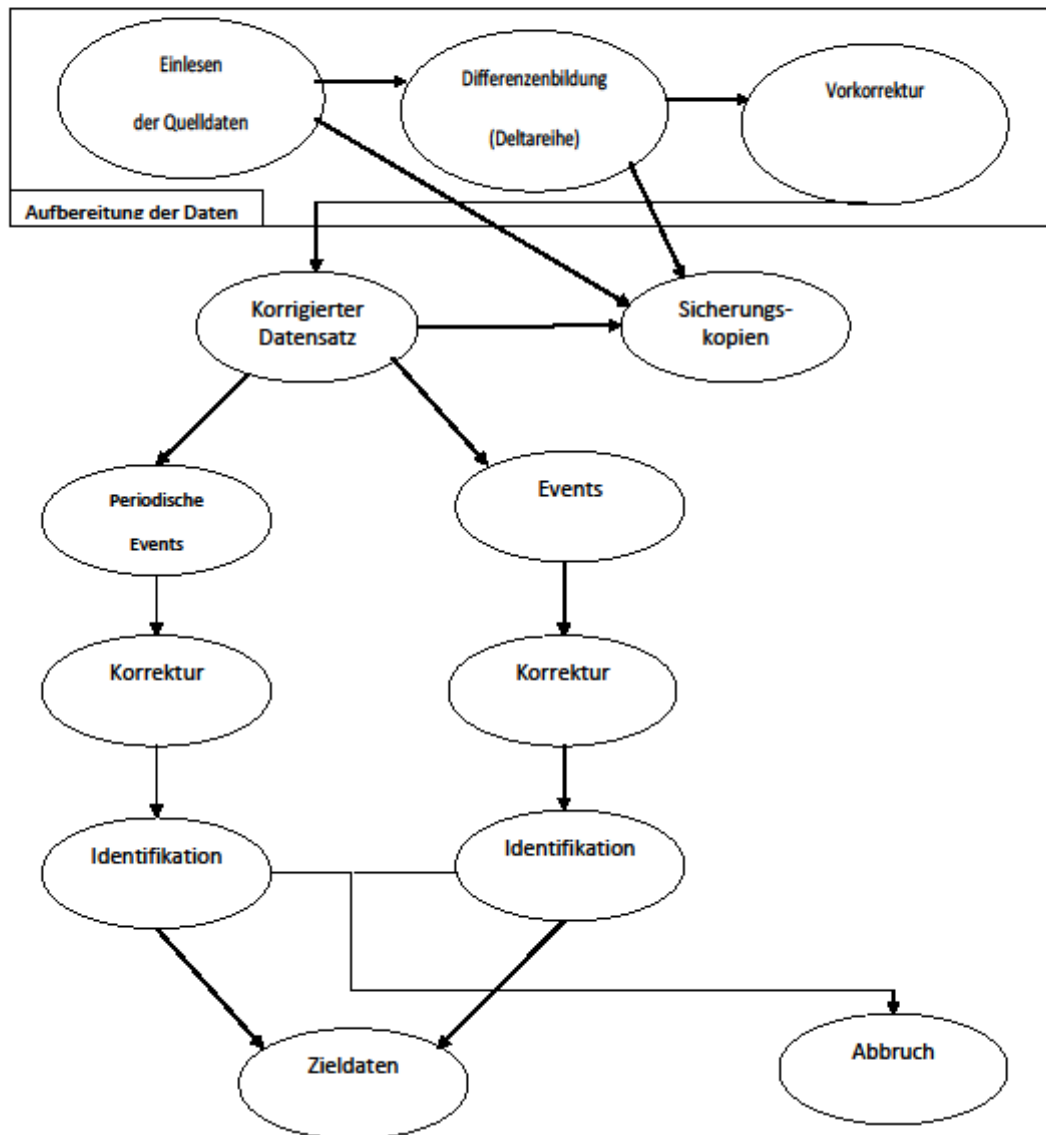 Einlesen
der Quelldaten
Differenzenbildung
(Deltareihe)
Vorkorrektur
Aufbereitung der Daten
Korrigierter
Datensatz
Sicherungs-
kopien
Periodische
Events
Events
Korrektur
Korrektur
Identifikation
Identifikation
Zieldaten
Abbruch